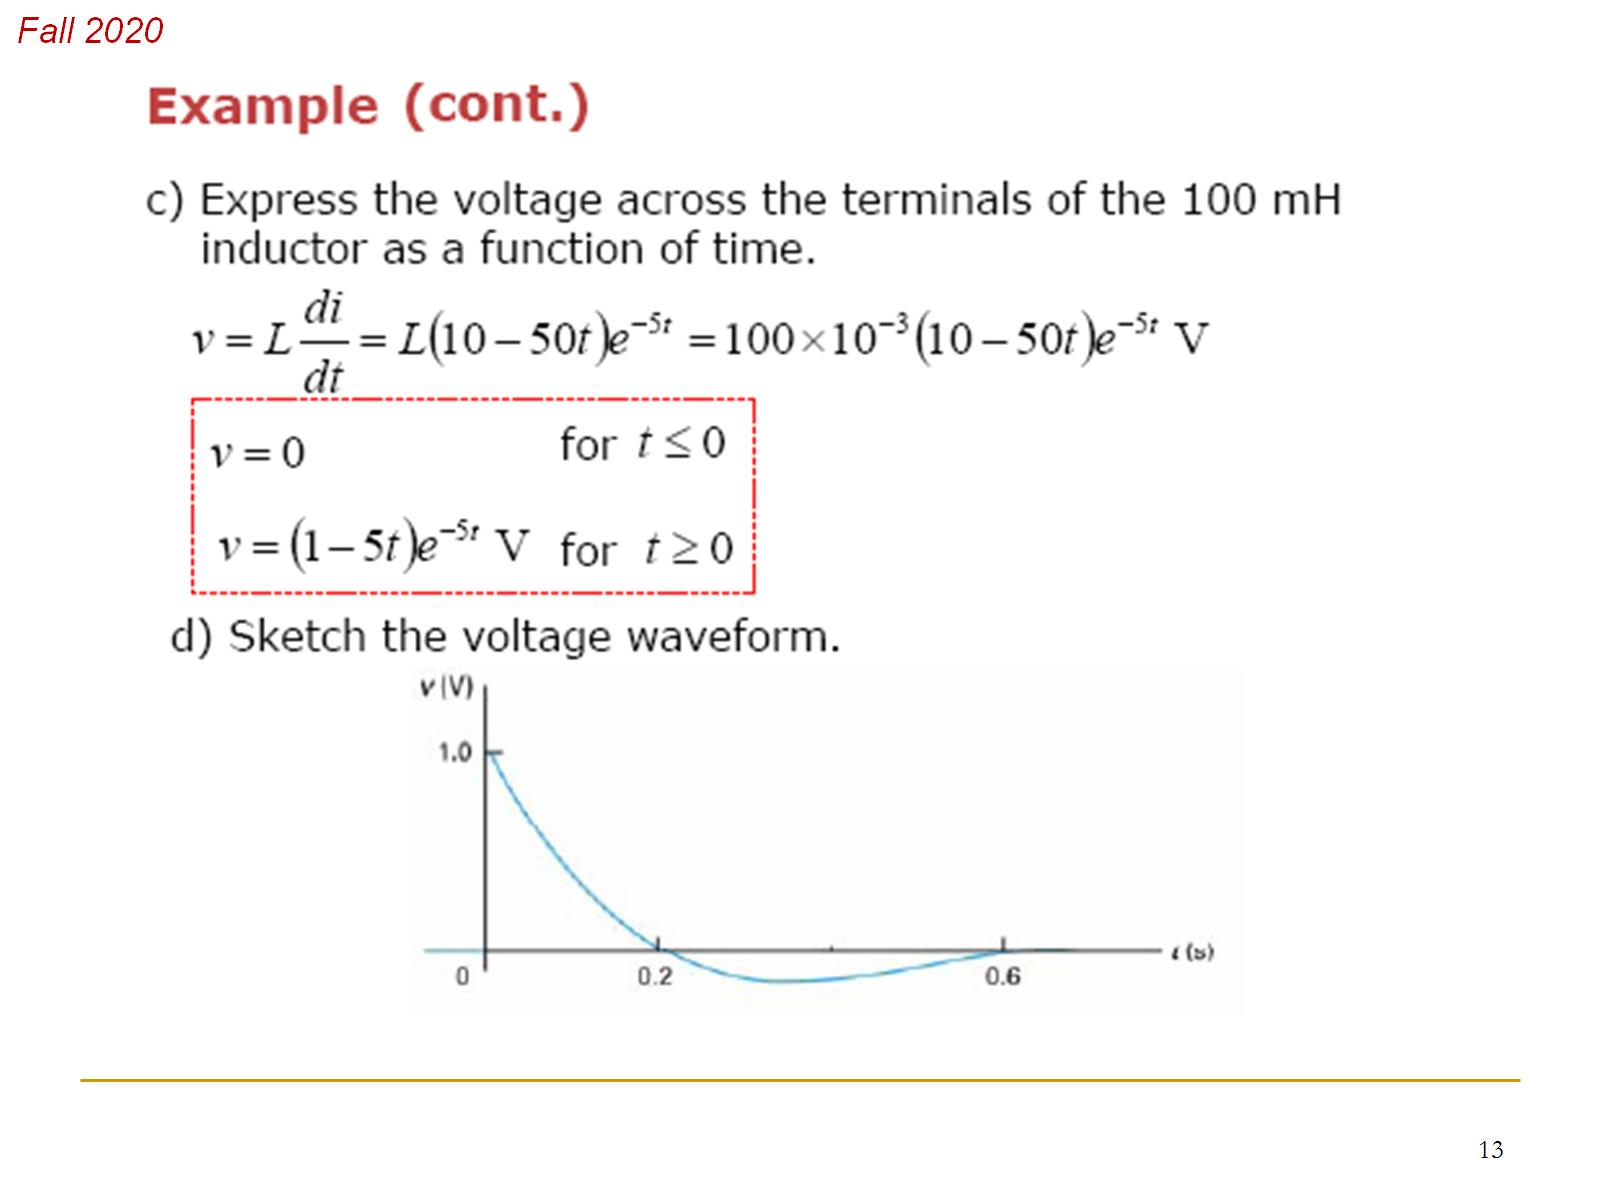 Fall 2020
Example (cont.)
c) Express the voltage across the terminals of the 100 mH
inductor as a function of time.
v = L di/dt = L(10 − 50t)e^−5t = 100×10^−3(10 − 50t)e^−5t V
v = 0 for t ≤ 0
v = (1 − 5t)e^−5t V for t ≥ 0
d) Sketch the voltage waveform.
v (V)
1.0
t (s)
0 0.2 0.6
13